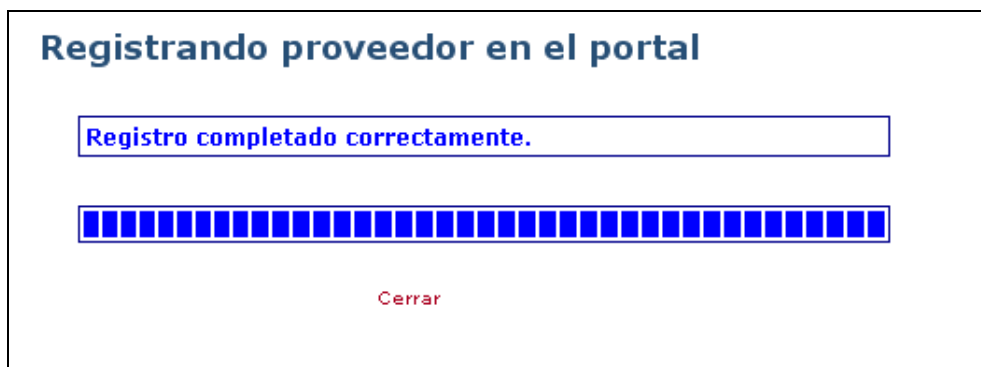 Registrando proveedor en el portal
Registro completado correctamente.
Cerrar